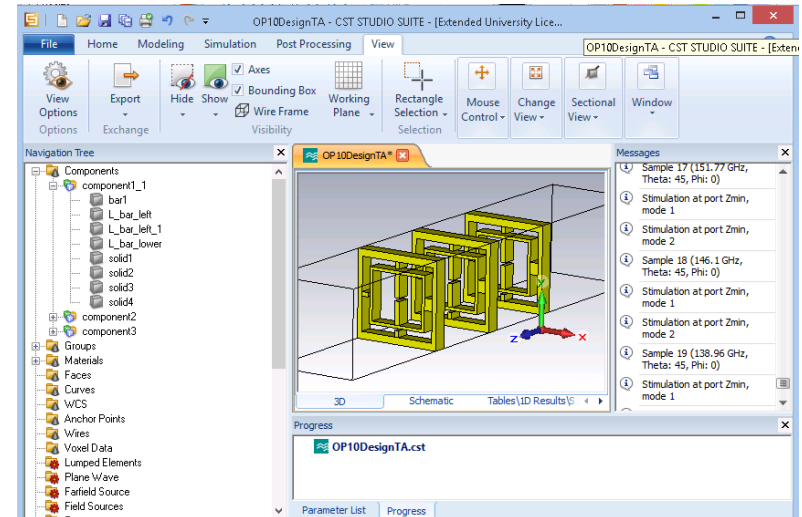 OP10DesignTA - CST STUDIO SUITE - [Extended University Lice...
File Home Modeling Simulation Post Processing View
OP10DesignTA - CST STUDIO SUITE - [Exten
View Options
Export
Hide
Show
Axes
Bounding Box
Wire Frame
Working Plane
Rectangle Selection
Mouse Control
Change View
Sectional View
Window
Options
Exchange
Visibility
Selection
Navigation Tree
Components
component1_1
bar1
L_bar_left
L_bar_left_1
L_bar_lower
solid1
solid2
solid3
solid4
component2
component3
Groups
Materials
Faces
Curves
WCS
Anchor Points
Wires
Voxel Data
Lumped Elements
Plane Wave
Farfield Source
Field Sources
OP10DesignTA*
y
z
x
3D Schematic Tables\1D Results\S
Messages
Sample 17 (151.77 GHz,
Theta: 45, Phi: 0)
Stimulation at port Zmin,
mode 1
Stimulation at port Zmin,
mode 2
Sample 18 (146.1 GHz,
Theta: 45, Phi: 0)
Stimulation at port Zmin,
mode 1
Stimulation at port Zmin,
mode 2
Sample 19 (138.96 GHz,
Theta: 45, Phi: 0)
Stimulation at port Zmin,
mode 1
Progress
OP10DesignTA.cst
Parameter List Progress